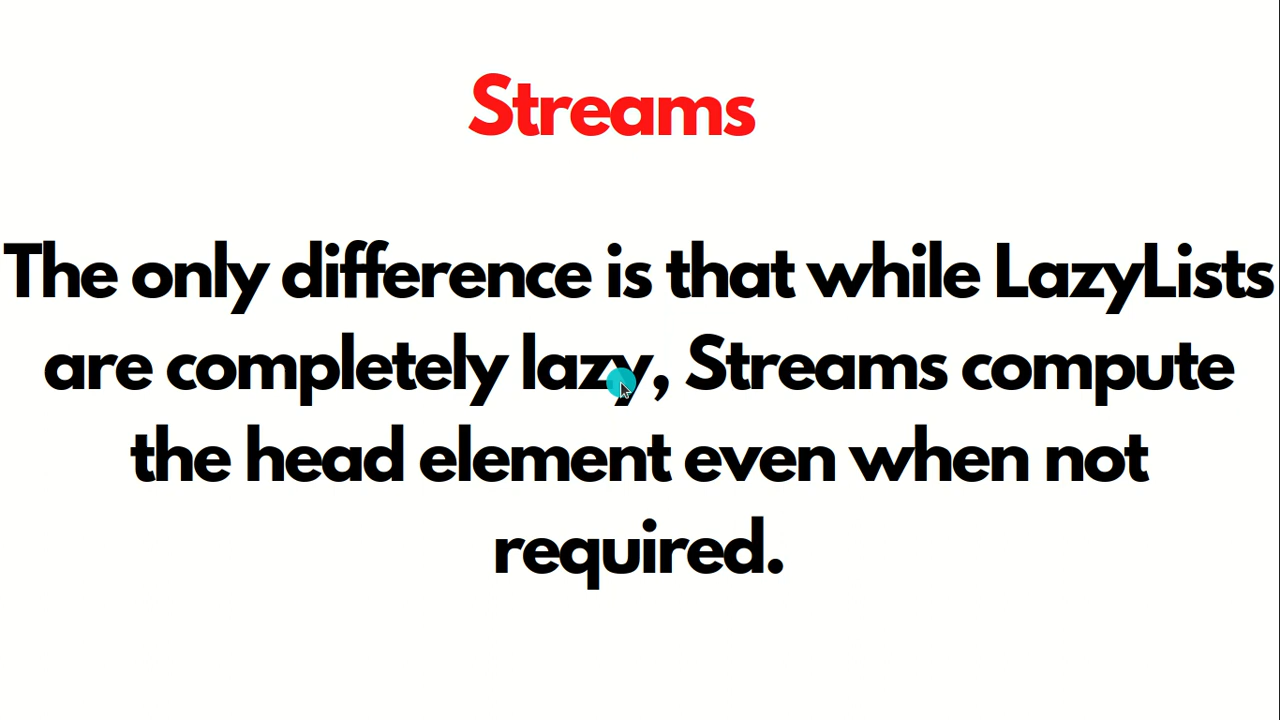 Streams
The only difference is that while LazyLists
are completely lazy, Streams compute
the head element even when not
required.